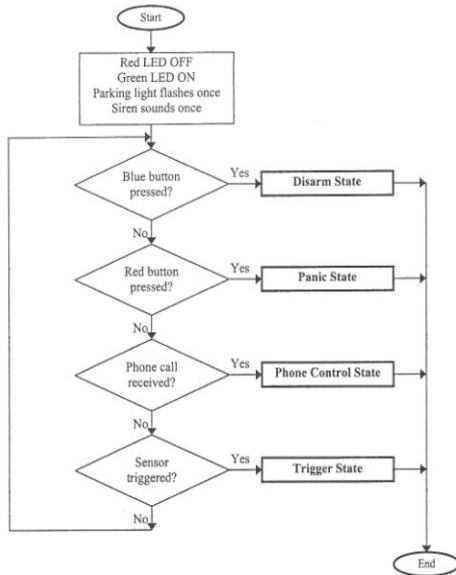 Start
Red LED OFF
Green LED ON
Parking light flashes once
Siren sounds once
Blue button
pressed?
Yes
Disarm State
No
Red button
pressed?
Yes
Panic State
No
Phone call
received?
Yes
Phone Control State
No
Sensor
triggered?
Yes
Trigger State
No
End